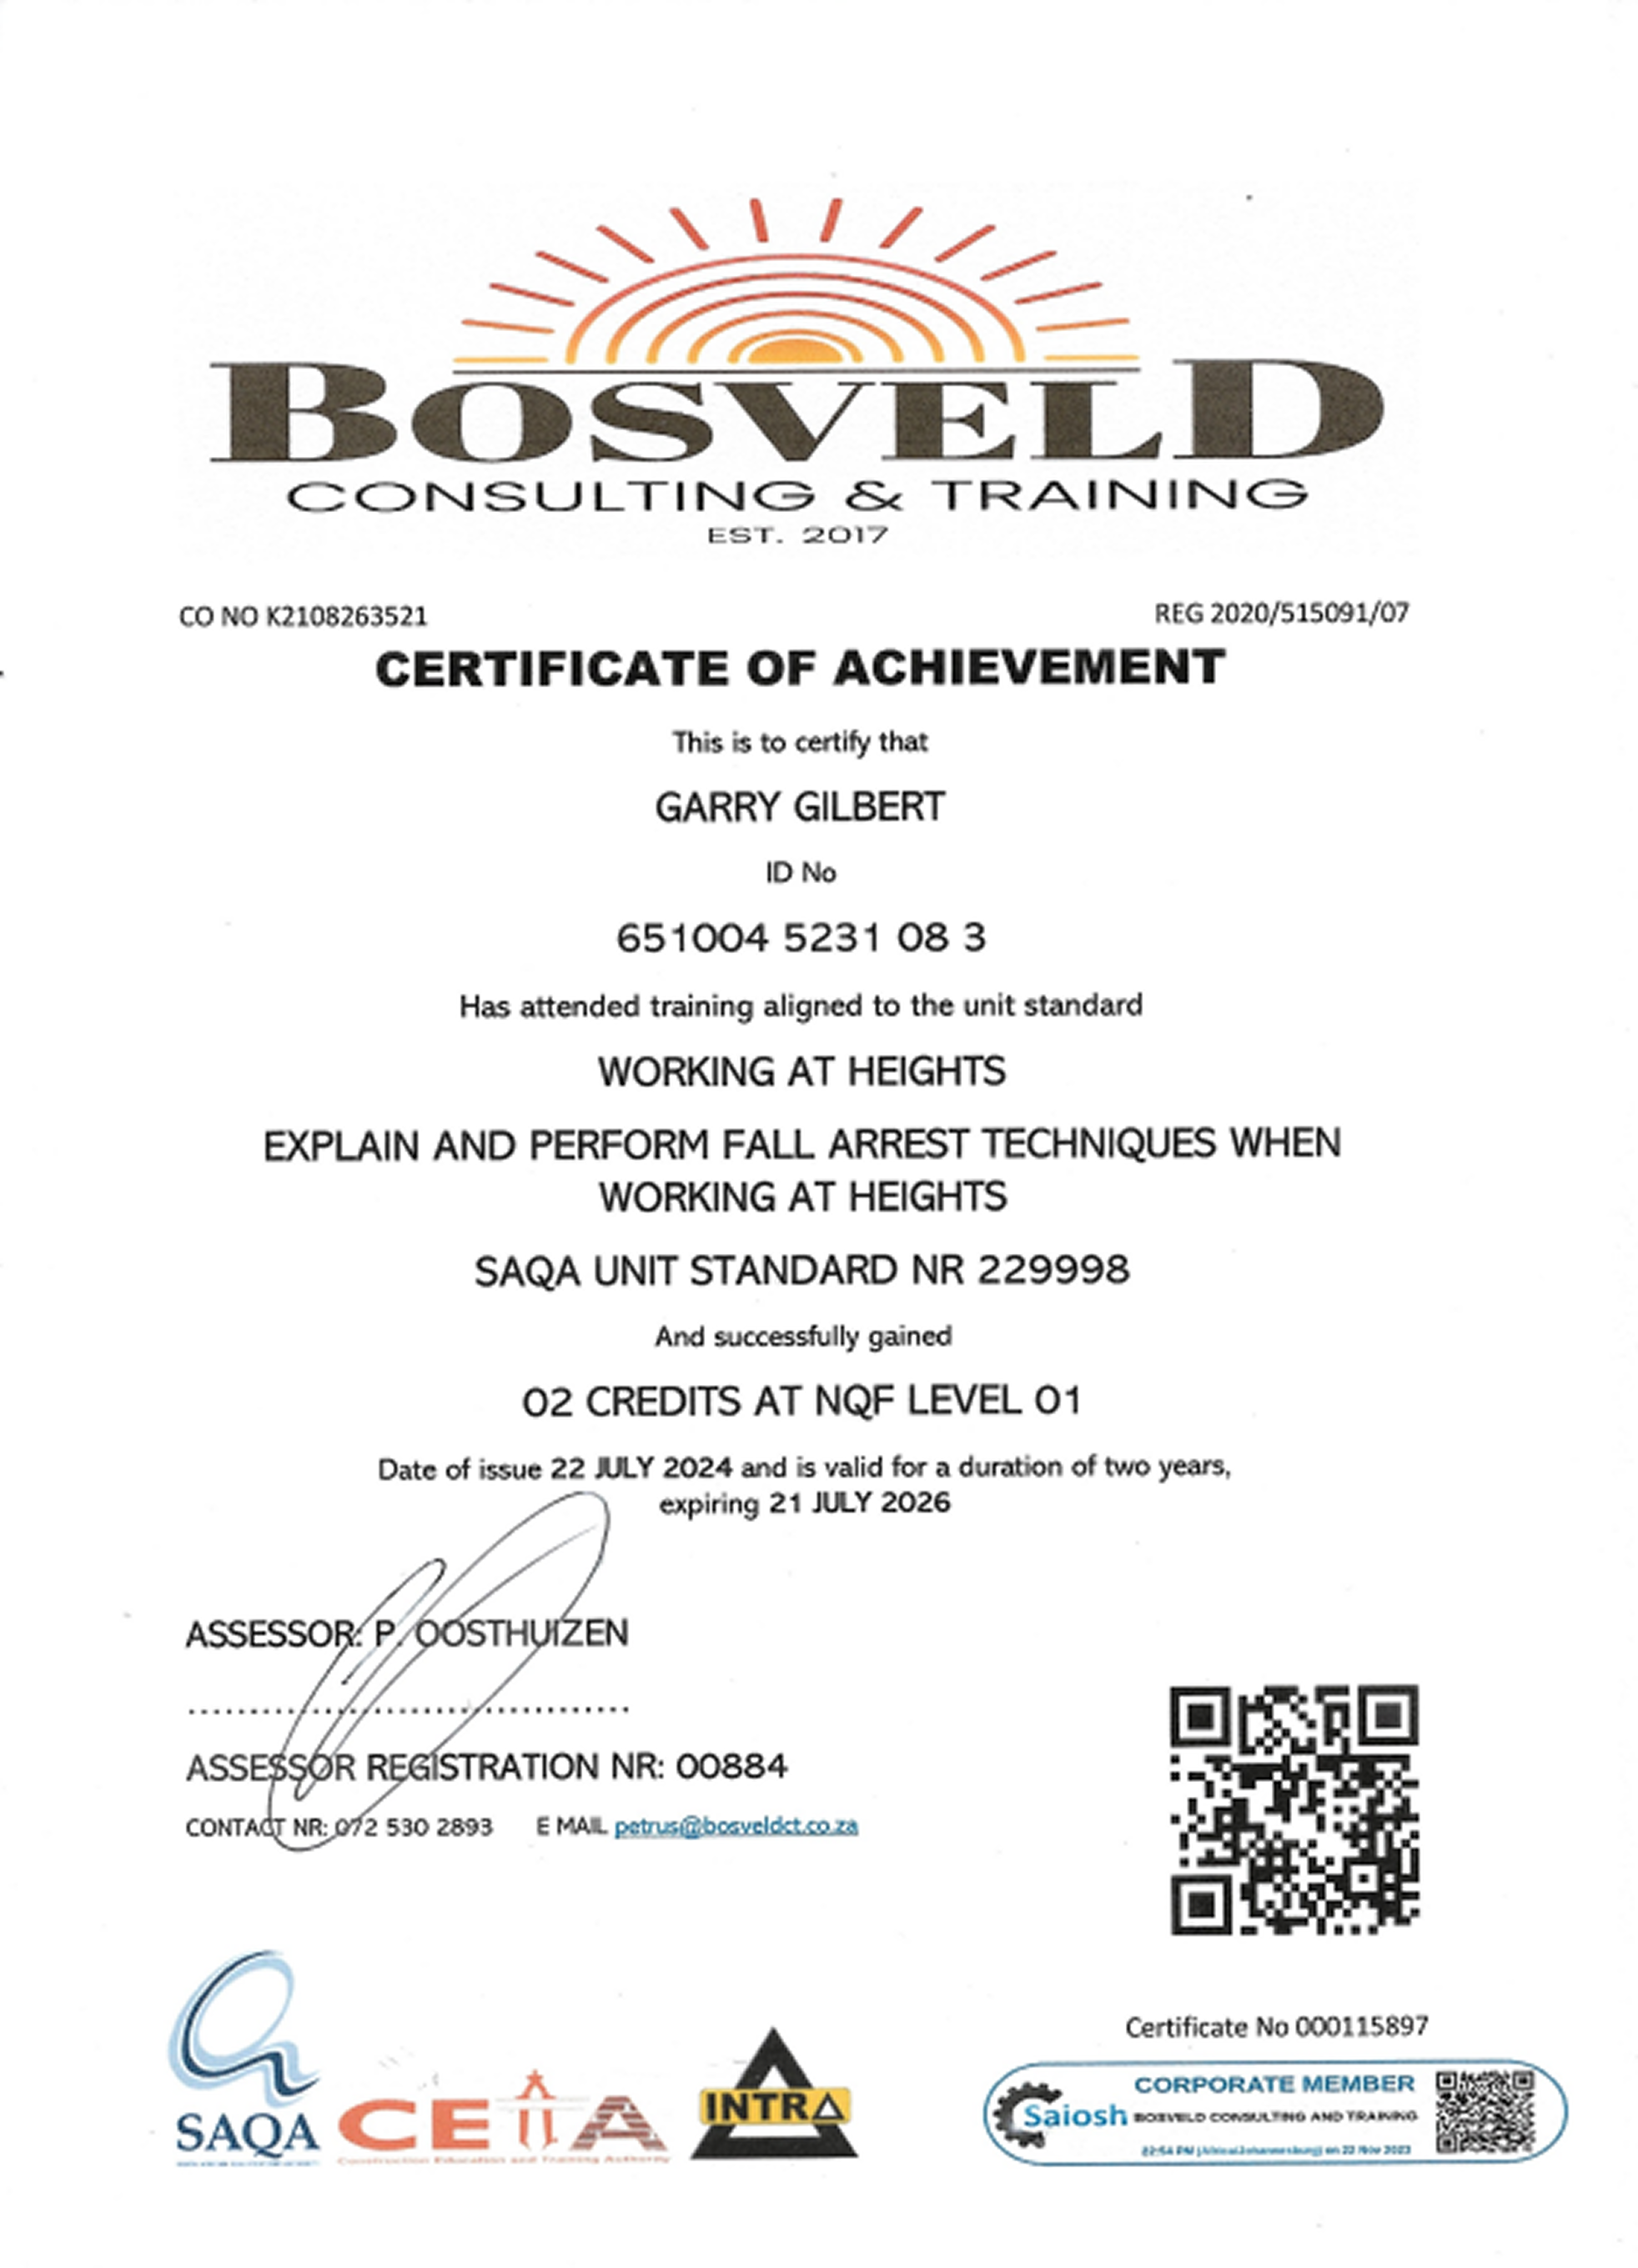 BOSVELD
CONSULTING & TRAINING
EST. 2017
CO NO K2108263521
REG 2020/515091/07
CERTIFICATE OF ACHIEVEMENT
This is to certify that
GARRY GILBERT
ID No
651004 5231 08 3
Has attended training aligned to the unit standard
WORKING AT HEIGHTS
EXPLAIN AND PERFORM FALL ARREST TECHNIQUES WHEN
WORKING AT HEIGHTS
SAQA UNIT STANDARD NR 229998
And successfully gained
02 CREDITS AT NQF LEVEL 01
Date of issue 22 JULY 2024 and is valid for a duration of two years,
expiring 21 JULY 2026
ASSESSOR: P. OOSTHUIZEN
....................................
ASSESSOR REGISTRATION NR: 00884
CONTACT NR: 072 530 2893 E MAIL petrus@bosveldct.co.za
Certificate No 000115897
SAQA
CETA
Construction Education and Training Authority
INTRA
Saiosh
CORPORATE MEMBER
BOSVELD CONSULTING AND TRAINING
22:54 PM (Africa/Johannesburg) on 22 Nov 2023